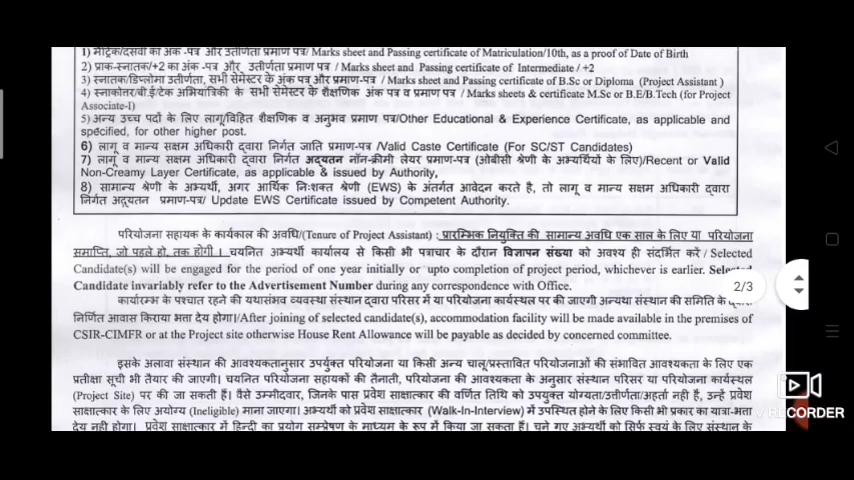 1) मैट्रिक/दसवीं का अंक -पत्र और उतीर्णता प्रमाण पत्र/ Marks sheet and Passing certificate of Matriculation/10th, as a proof of Date of Birth
2) प्राक-स्नातक/+2 का अंक -पत्र और उतीर्णता प्रमाण पत्र / Marks sheet and Passing certificate of Intermediate / +2
3) स्नातक/डिप्लोमा उतीर्णता, सभी सेमेस्टर के अंक पत्र और प्रमाण-पत्र / Marks sheet and Passing certificate of B.Sc or Diploma (Project Assistant )
4) स्नाकोत्तर/बी.ई/टेक अभियांत्रिकी के सभी सेमेस्टर के शैक्षणिक अंक पत्र व प्रमाण पत्र / Marks sheets & certificate M.Sc or B.E/B.Tech (for Project
Associate-I)
5) अन्य उच्च पदों के लिए लागू/विहित शैक्षणिक व अनुभव प्रमाण पत्र/Other Educational & Experience Certificate, as applicable and
specified, for other higher post.
6) लागू व मान्य सक्षम अधिकारी द्वारा निर्गत जाति प्रमाण-पत्र /Valid Caste Certificate (For SC/ST Candidates)
7) लागू व मान्य सक्षम अधिकारी द्वारा निर्गत अद्यतन नॉन-क्रीमी लेयर प्रमाण-पत्र (ओबीसी श्रेणी के अभ्यर्थियों के लिए)/Recent or Valid
Non-Creamy Layer Certificate, as applicable & issued by Authority,
8) सामान्य श्रेणी के अभ्यर्थी, अगर आर्थिक निःशक्त श्रेणी (EWS) के अंतर्गत आवेदन करते है, तो लागू व मान्य सक्षम अधिकारी द्वारा
निर्गत अद्यतन प्रमाण-पत्र/ Update EWS Certificate issued by Competent Authority.
परियोजना सहायक के कार्यकाल की अवधि/(Tenure of Project Assistant) : प्रारम्भिक नियुक्ति की सामान्य अवधि एक साल के लिए या परियोजना
समाप्ति, जो पहले हो, तक होगी। चयनित अभ्यर्थी कार्यालय से किसी भी पत्राचार के दौरान विज्ञापन संख्या को अवश्य ही संदर्भित करें/ Selected
Candidate(s) will be engaged for the period of one year initially or upto completion of project period, whichever is earlier.
Candidate invariably refer to the Advertisement Number during any correspondence with Office.
2/3
कार्यारम्भ के पश्चात रहने की यथासंभव व्यवस्था संस्थान द्वारा परिसर में या परियोजना कार्यस्थल पर की जाएगी अन्यथा संस्थान की समिति के द्वारा
निर्णित आवास किराया भता देय होगा।/After joining of selected candidate(s), accommodation facility will be made available in the premises of
CSIR-CIMFR or at the Project site otherwise House Rent Allowance will be payable as decided by concerned committee.
इसके अलावा संस्थान की आवश्यकतानुसार उपर्युक्त परियोजना या किसी अन्य चालू/प्रस्तावित परियोजनाओं की संभावित आवश्यकता के लिए एक
प्रतीक्षा सूची भी तैयार की जाएगी। चयनित परियोजना सहायकों की तैनाती, परियोजना की आवश्यकता के अनुसार संस्थान परिसर या परियोजना कार्यस्थल
(Project Site) पर की जा सकती हैं। वैसे उम्मीदवार, जिनके पास प्रवेश साक्षात्कार की वर्णित तिथि को उपयुक्त योग्यता/उत्तीर्णता/अहर्ता नही है, उन्हे प्रवेश
साक्षात्कार के लिए अयोग्य (Ineligible) माना जाएगा। अभ्यर्थी को प्रवेश साक्षात्कार (Walk-In-Interview) में उपस्थित होने के लिए किसी भी प्रकार का यात्रा-भता
देय नही होगा। प्रवेश साक्षात्कार में हिन्दी का प्रयोग सम्प्रेषण के माध्यम के रूप में किया जा सकता है। चुने गए अभ्यर्थी को सिर्फ स्वयं के लिए संस्थान के
V RECORDER